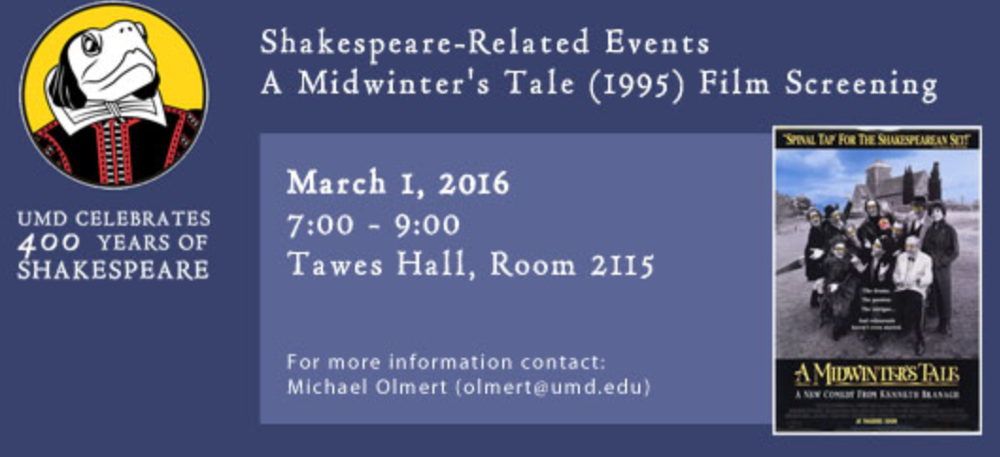 Shakespeare-Related Events
A Midwinter's Tale (1995) Film Screening
UMD CELEBRATES
400 YEARS OF
SHAKESPEARE
March 1, 2016
7:00 - 9:00
Tawes Hall, Room 2115
For more information contact:
Michael Olmert (olmert@umd.edu)
"SPINAL TAP" FOR THE SHAKESPEAREAN SET!"
The drama.
The passion.
The intrigue...
And rehearsals
haven't even started.
A MIDWINTER'S TALE
A NEW COMEDY FROM KENNETH BRANAGH